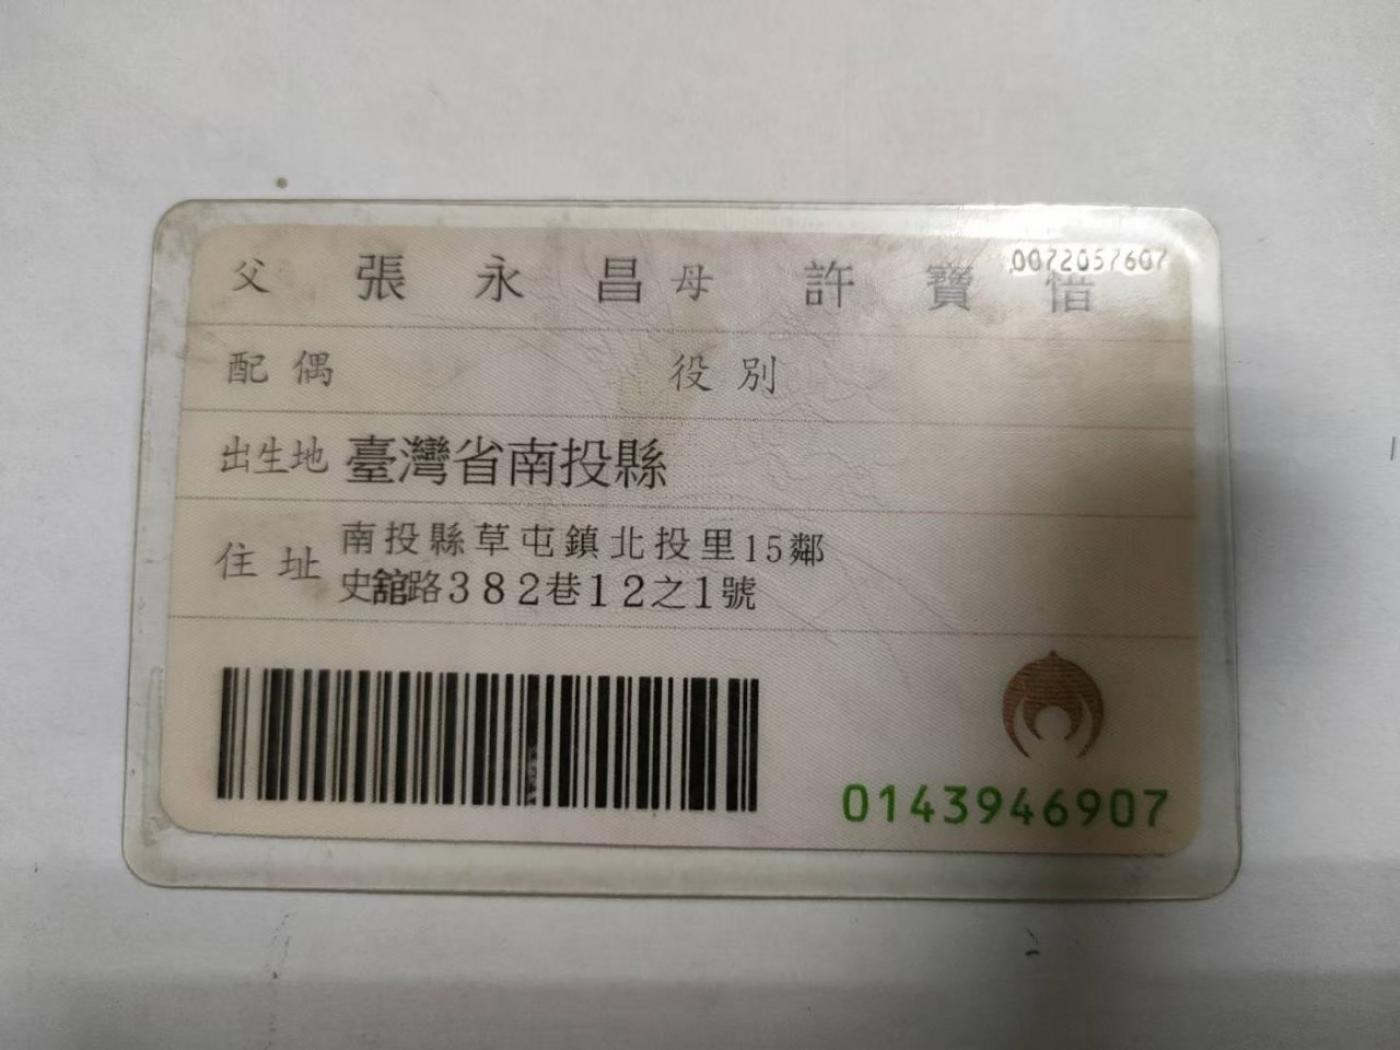 0072057607
父 張永昌 母 許寶惜
配偶 役別
出生地 臺灣省南投縣
住址 南投縣草屯鎮北投里15鄰
史舘路382巷12之1號
0143946907